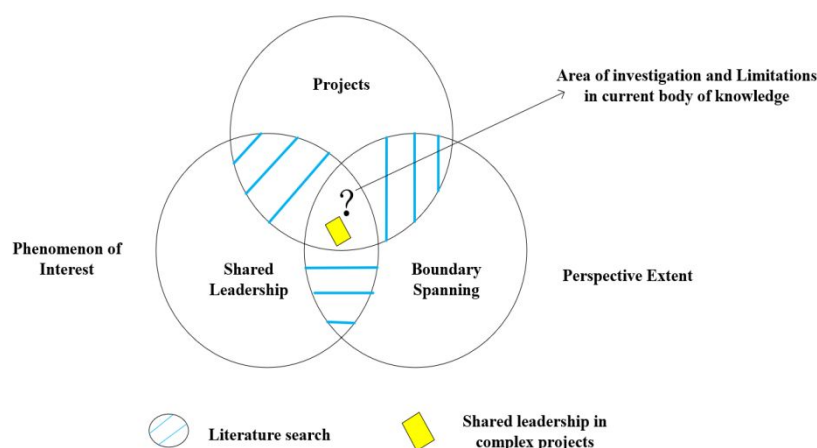 Projects
Area of investigation and Limitations
in current body of knowledge
?
Phenomenon of
Interest
Shared
Leadership
Boundary
Spanning
Perspective Extent
Literature search
Shared leadership in
complex projects